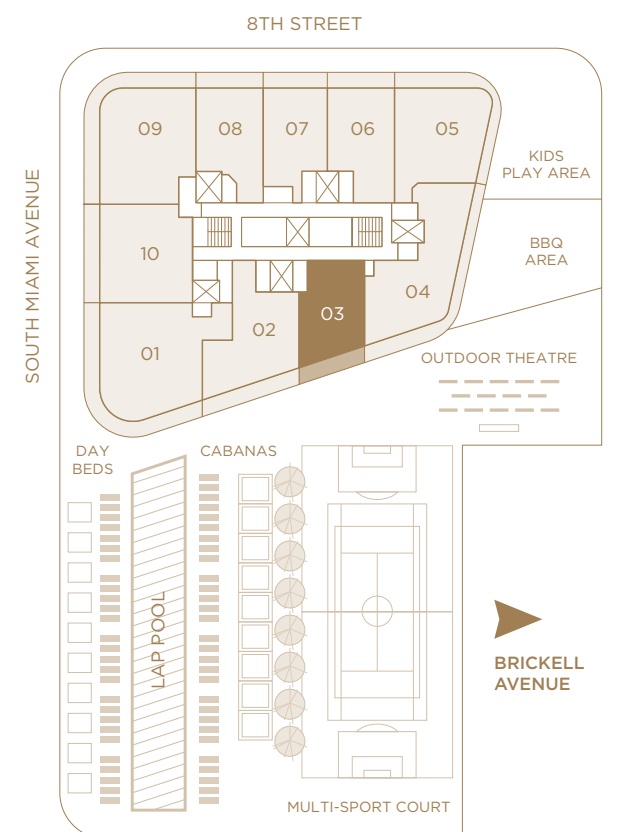 8TH STREET
09
08
07
06
05
KIDS
PLAY AREA
SOUTH MIAMI AVENUE
10
BBQ
AREA
04
03
02
01
OUTDOOR THEATRE
DAY
BEDS
CABANAS
LAP POOL
BRICKELL
AVENUE
MULTI-SPORT COURT